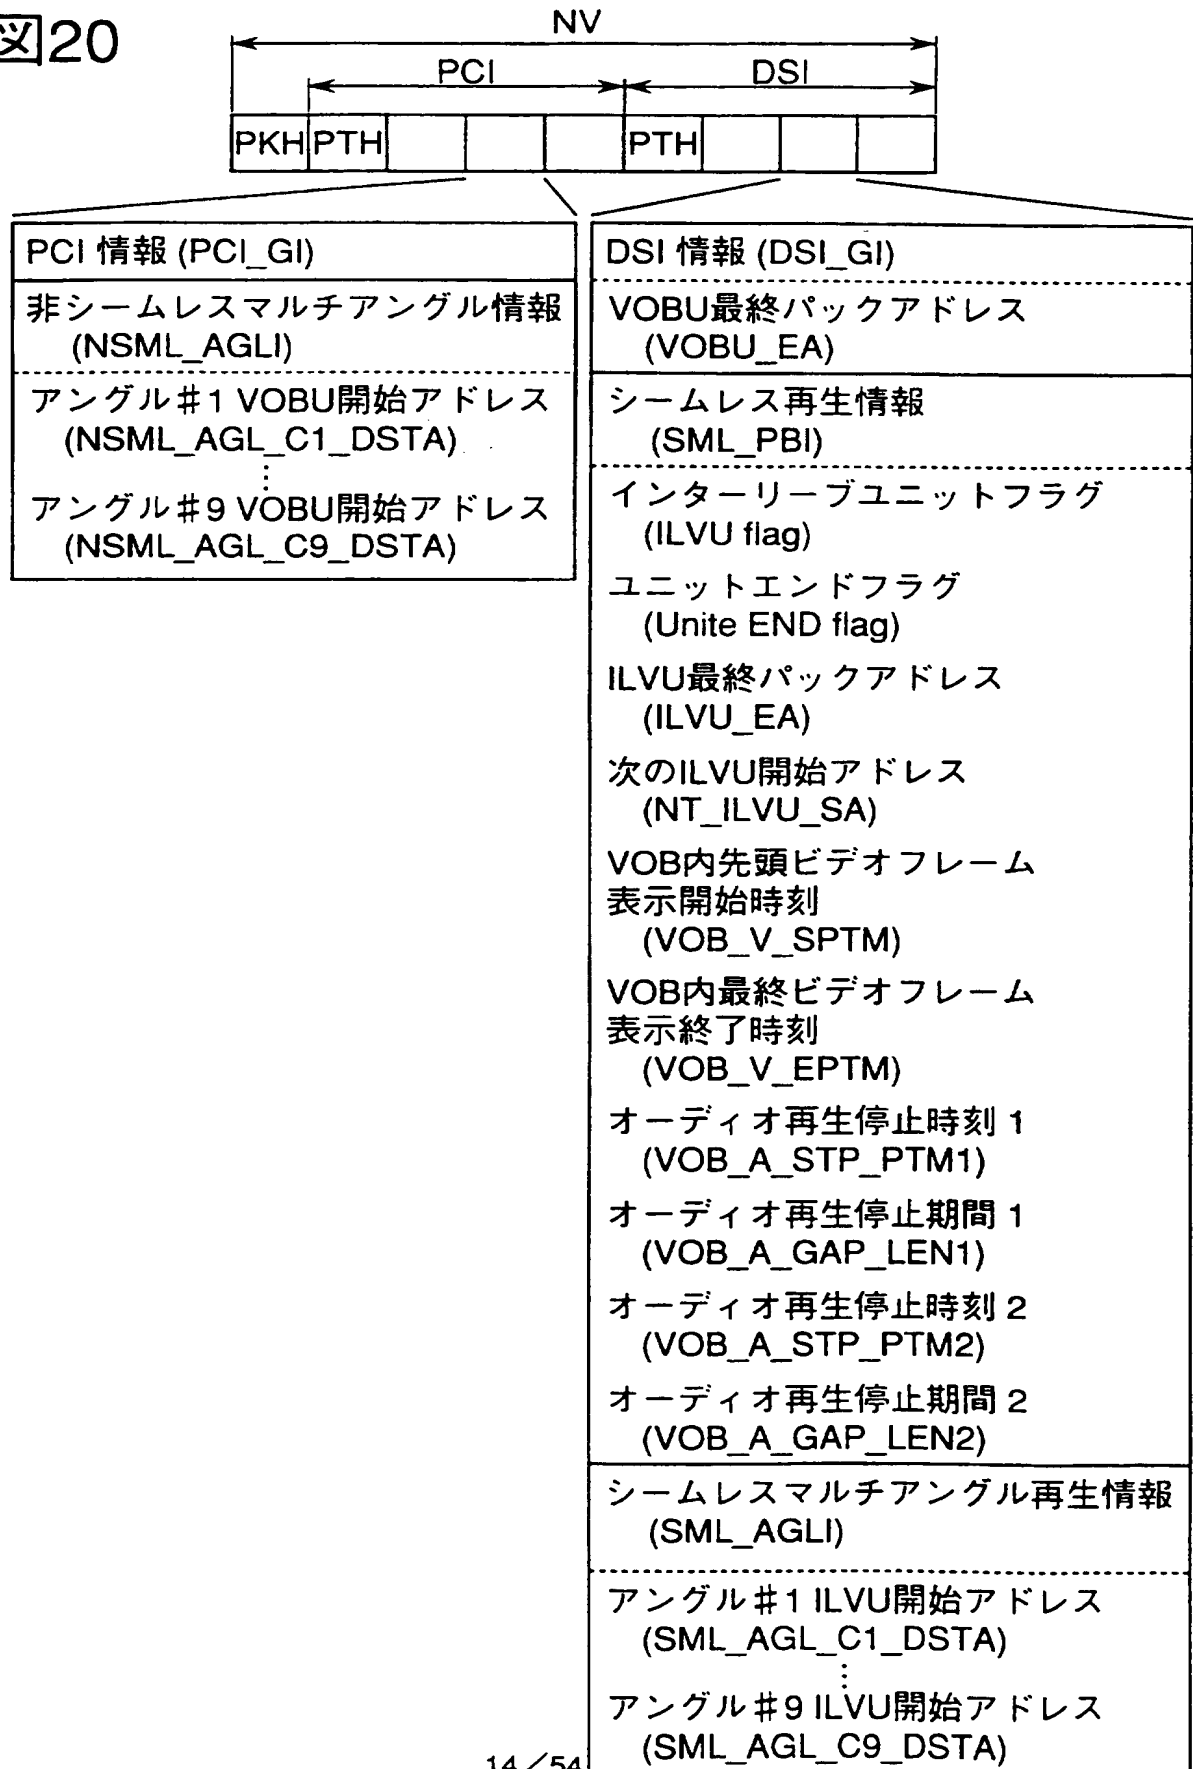 図20
NV
PCI
DSI
PKH PTH PTH
PCI 情報 (PCI_GI)
非シームレスマルチアングル情報
(NSML_AGLI)
アングル♯1 VOBU開始アドレス
(NSML_AGL_C1_DSTA)
⋮
アングル♯9 VOBU開始アドレス
(NSML_AGL_C9_DSTA)
DSI 情報 (DSI_GI)
VOBU最終パックアドレス
(VOBU_EA)
シームレス再生情報
(SML_PBI)
インターリーブユニットフラグ
(ILVU flag)
ユニットエンドフラグ
(Unite END flag)
ILVU最終パックアドレス
(ILVU_EA)
次のILVU開始アドレス
(NT_ILVU_SA)
VOB内先頭ビデオフレーム
表示開始時刻
(VOB_V_SPTM)
VOB内最終ビデオフレーム
表示終了時刻
(VOB_V_EPTM)
オーディオ再生停止時刻 1
(VOB_A_STP_PTM1)
オーディオ再生停止期間 1
(VOB_A_GAP_LEN1)
オーディオ再生停止時刻 2
(VOB_A_STP_PTM2)
オーディオ再生停止期間 2
(VOB_A_GAP_LEN2)
シームレスマルチアングル再生情報
(SML_AGLI)
アングル♯1 ILVU開始アドレス
(SML_AGL_C1_DSTA)
⋮
アングル♯9 ILVU開始アドレス
(SML_AGL_C9_DSTA)
14/54